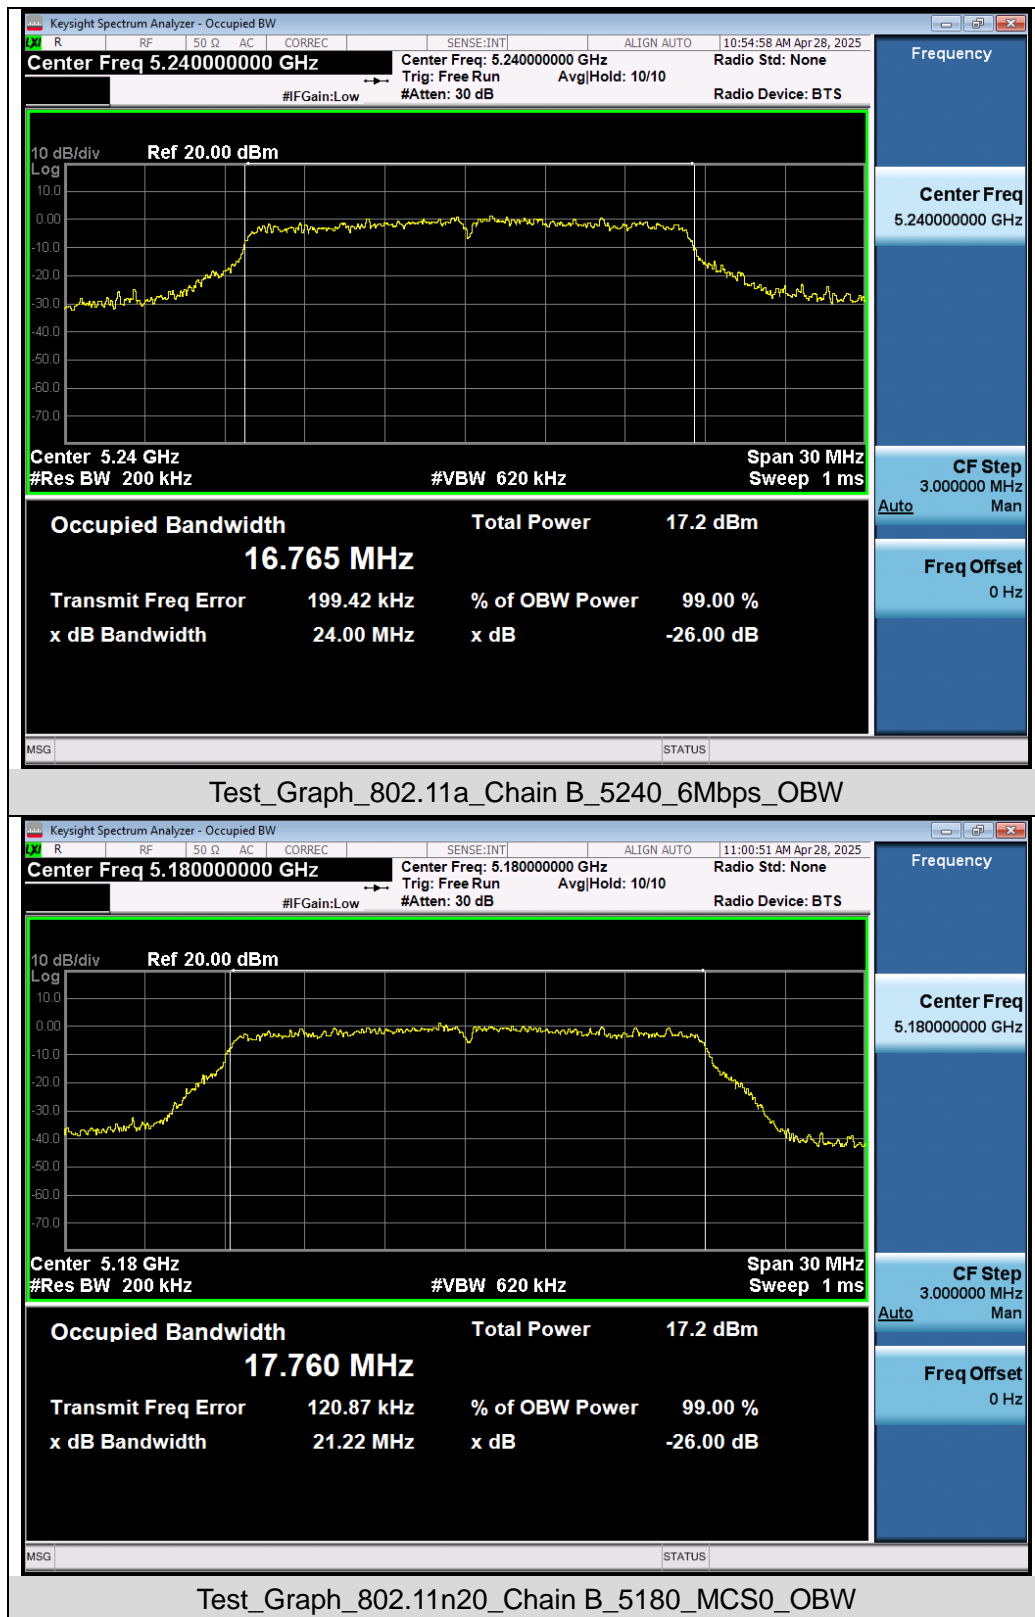 Keysight Spectrum Analyzer - Occupied BW
LXI R RF 50 Ω AC CORREC SENSE:INT ALIGN AUTO 10:54:58 AM Apr 28, 2025
Center Freq 5.240000000 GHz Center Freq: 5.240000000 GHz Radio Std: None Frequency
Trig: Free Run Avg|Hold: 10/10
#IFGain:Low #Atten: 30 dB Radio Device: BTS
10 dB/div Ref 20.00 dBm
Log
10.0
0.00
-10.0
-20.0
-30.0
-40.0
-50.0
-60.0
-70.0
Center Freq
5.240000000 GHz
Center 5.24 GHz Span 30 MHz
#Res BW 200 kHz #VBW 620 kHz Sweep 1 ms
CF Step
3.000000 MHz
Auto Man
Freq Offset
0 Hz
Occupied Bandwidth Total Power 17.2 dBm
16.765 MHz
Transmit Freq Error 199.42 kHz % of OBW Power 99.00 %
x dB Bandwidth 24.00 MHz x dB -26.00 dB
MSG STATUS
Test_Graph_802.11a_Chain B_5240_6Mbps_OBW
Keysight Spectrum Analyzer - Occupied BW
LXI R RF 50 Ω AC CORREC SENSE:INT ALIGN AUTO 11:00:51 AM Apr 28, 2025
Center Freq 5.180000000 GHz Center Freq: 5.180000000 GHz Radio Std: None Frequency
Trig: Free Run Avg|Hold: 10/10
#IFGain:Low #Atten: 30 dB Radio Device: BTS
10 dB/div Ref 20.00 dBm
Log
10.0
0.00
-10.0
-20.0
-30.0
-40.0
-50.0
-60.0
-70.0
Center Freq
5.180000000 GHz
Center 5.18 GHz Span 30 MHz
#Res BW 200 kHz #VBW 620 kHz Sweep 1 ms
CF Step
3.000000 MHz
Auto Man
Freq Offset
0 Hz
Occupied Bandwidth Total Power 17.2 dBm
17.760 MHz
Transmit Freq Error 120.87 kHz % of OBW Power 99.00 %
x dB Bandwidth 21.22 MHz x dB -26.00 dB
MSG STATUS
Test_Graph_802.11n20_Chain B_5180_MCS0_OBW